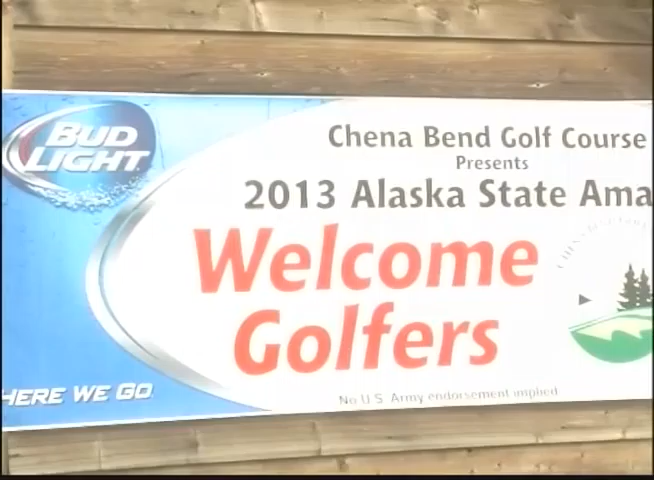 BUD
LIGHT
HERE WE GO
Chena Bend Golf Course
Presents
2013 Alaska State Ama
Welcome
Golfers
No U.S. Army endorsement implied